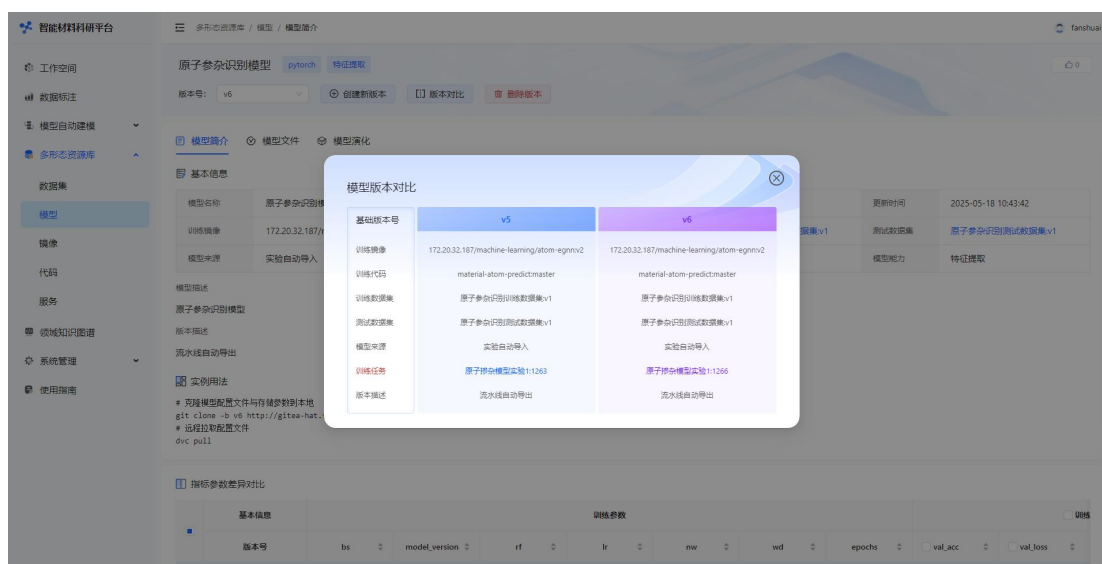 智能材料科研平台
多形态资源库 / 模型 / 模型简介
fanshuai
工作空间
数据标注
模型自动建模
多形态资源库
数据集
模型
镜像
代码
服务
领域知识图谱
系统管理
使用指南
原子参杂识别模型 pytorch 特征提取
0
版本号: v6 创建新版本 版本对比 删除版本
模型简介 模型文件 模型演化
基本信息
模型名称 原子参杂识别模 更新时间 2025-05-18 10:43:42
训练镜像 172.20.32.187/r 据集:v1 测试数据集 原子参杂识别测试数据集:v1
模型来源 实验自动导入 模型能力 特征提取
模型描述
原子参杂识别模型
版本描述
流水线自动导出
实例用法
# 克隆模型配置文件与存储参数到本地
git clone -b v6 http://gitea-hat.
# 远程拉取配置文件
dvc pull
模型版本对比
基础版本号 v5 v6
训练镜像 172.20.32.187/machine-learning/atom-egnn:v2 172.20.32.187/machine-learning/atom-egnn:v2
训练代码 material-atom-predict:master material-atom-predict:master
训练数据集 原子参杂识别训练数据集:v1 原子参杂识别训练数据集:v1
测试数据集 原子参杂识别测试数据集:v1 原子参杂识别测试数据集:v1
模型来源 实验自动导入 实验自动导入
训练任务 原子掺杂模型实验1:1263 原子掺杂模型实验1:1266
版本描述 流水线自动导出 流水线自动导出
指标参数差异对比
基本信息 训练参数 训练
版本号 bs model_version rf lr nw wd epochs val_acc val_loss